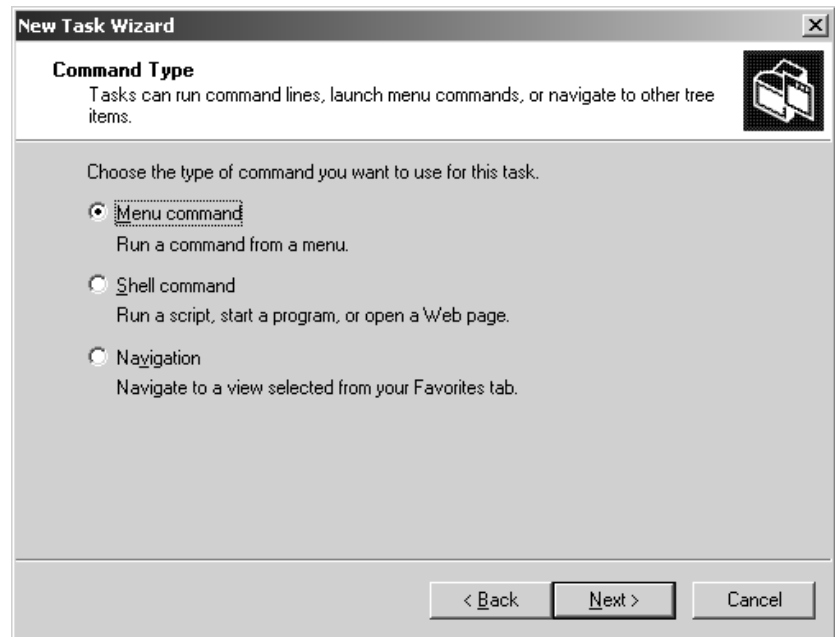 New Task Wizard
Command Type
Tasks can run command lines, launch menu commands, or navigate to other tree
items.
Choose the type of command you want to use for this task.
Menu command
Run a command from a menu.
Shell command
Run a script, start a program, or open a Web page.
Navigation
Navigate to a view selected from your Favorites tab.
< Back Next > Cancel